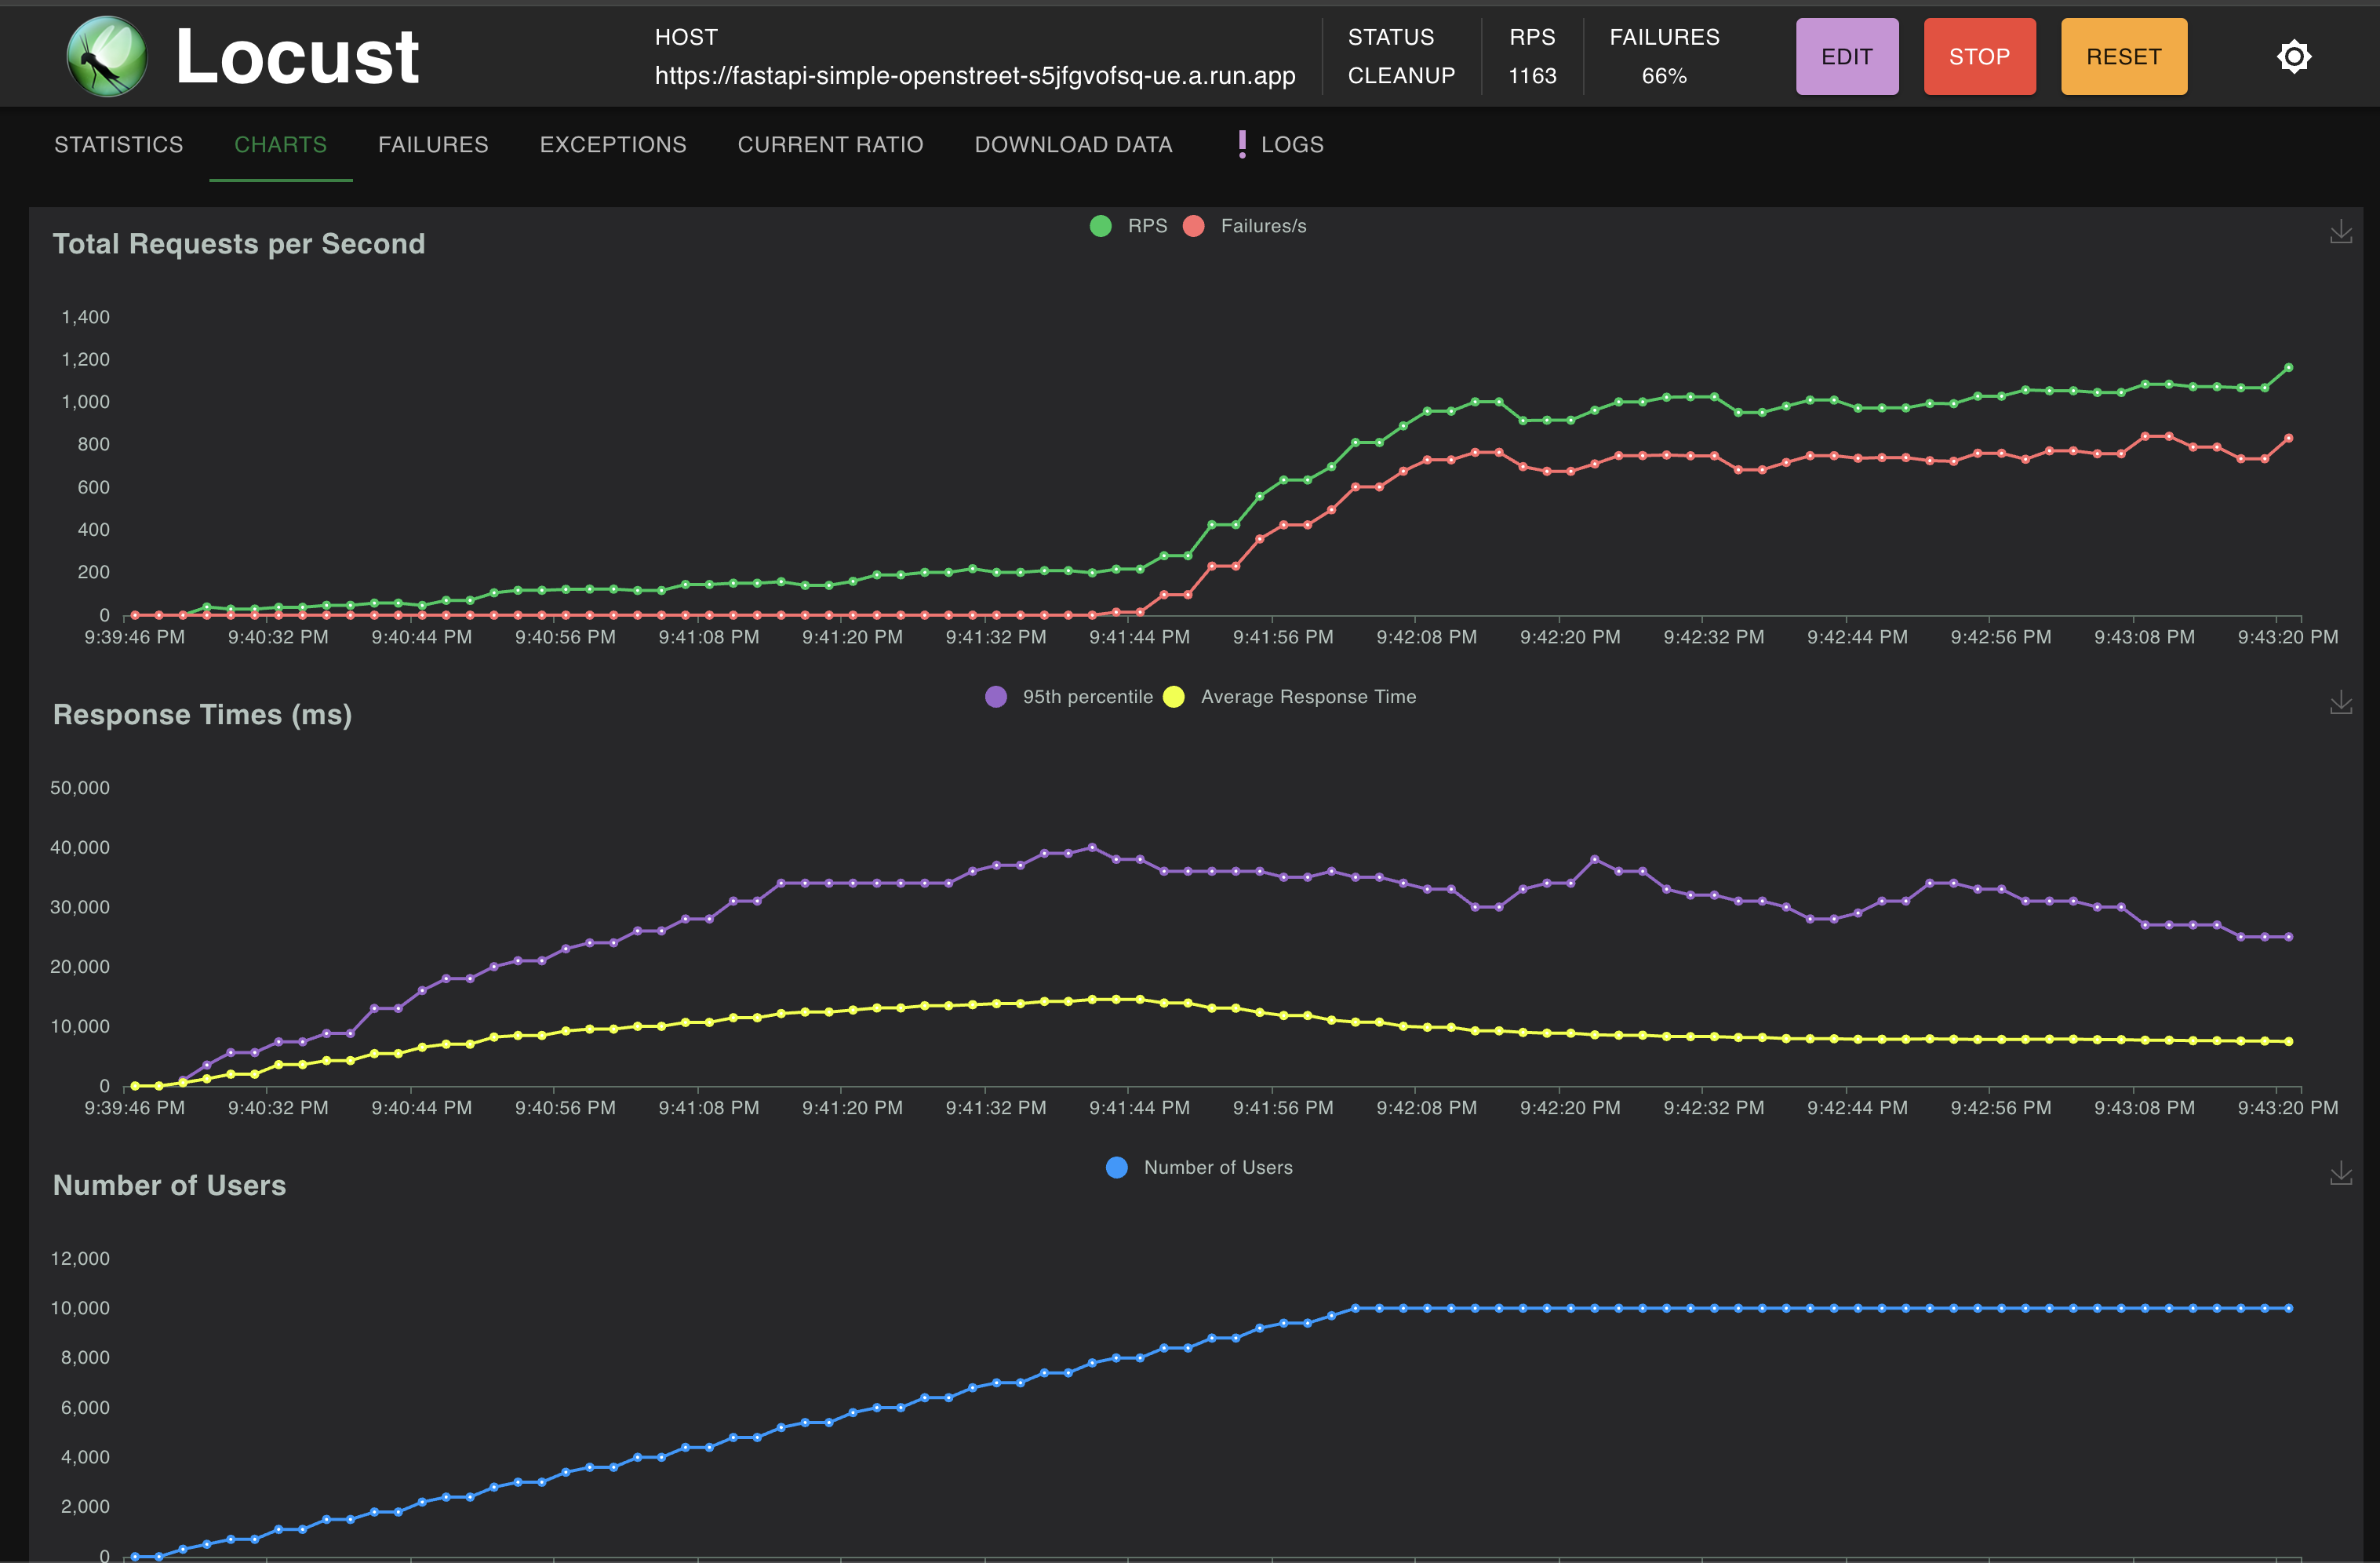 Locust
HOST
https://fastapi-simple-openstreet-s5jfgvofsq-ue.a.run.app
STATUS
CLEANUP
RPS
1163
FAILURES
66%
EDIT
STOP
RESET
STATISTICS CHARTS FAILURES EXCEPTIONS CURRENT RATIO DOWNLOAD DATA ! LOGS
Total Requests per Second
RPS Failures/s
1,400
1,200
1,000
800
600
400
200
0
9:39:46 PM 9:40:32 PM 9:40:44 PM 9:40:56 PM 9:41:08 PM 9:41:20 PM 9:41:32 PM 9:41:44 PM 9:41:56 PM 9:42:08 PM 9:42:20 PM 9:42:32 PM 9:42:44 PM 9:42:56 PM 9:43:08 PM 9:43:20 PM
Response Times (ms)
95th percentile Average Response Time
50,000
40,000
30,000
20,000
10,000
0
9:39:46 PM 9:40:32 PM 9:40:44 PM 9:40:56 PM 9:41:08 PM 9:41:20 PM 9:41:32 PM 9:41:44 PM 9:41:56 PM 9:42:08 PM 9:42:20 PM 9:42:32 PM 9:42:44 PM 9:42:56 PM 9:43:08 PM 9:43:20 PM
Number of Users
Number of Users
12,000
10,000
8,000
6,000
4,000
2,000
0